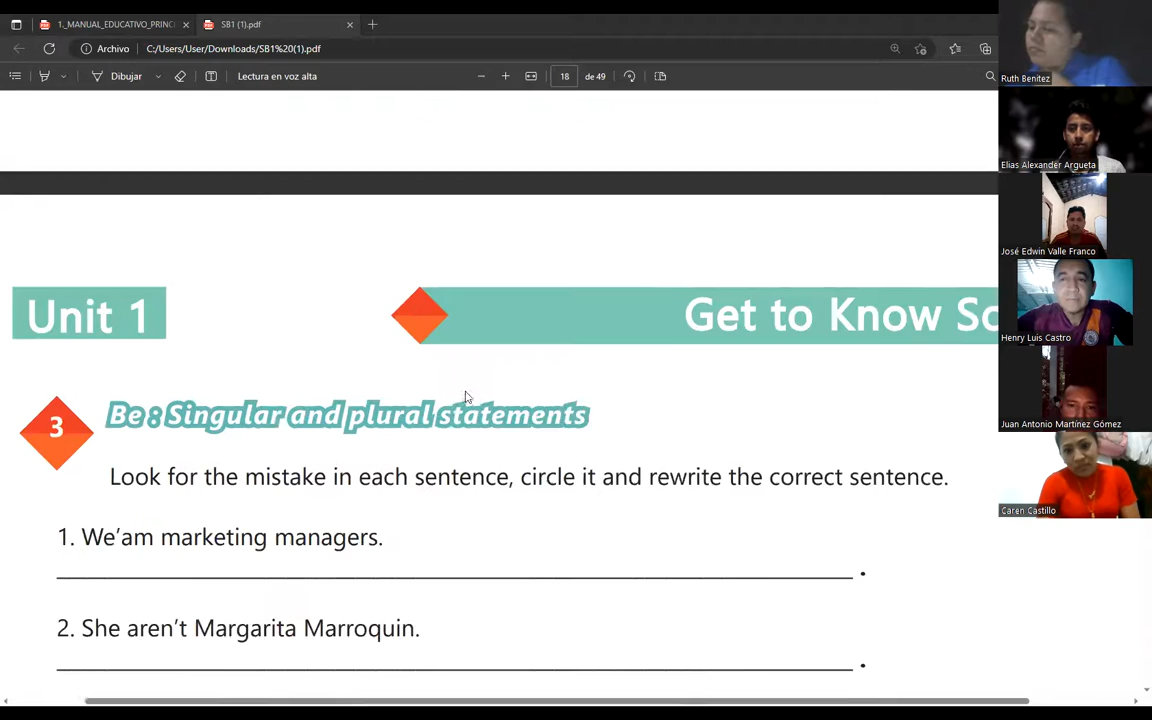 1._MANUAL_EDUCATIVO_PRINCI
SB1 (1).pdf
Archivo
C:/Users/User/Downloads/SB1%20(1).pdf
Dibujar
Lectura en voz alta
18
de 49
Ruth Benitez
Elias Alexander Argueta
José Edwin Valle Franco
Henry Luis Castro
Juan Antonio Martínez Gómez
Caren Castillo
Unit 1
Get to Know So
3
Be : Singular and plural statements
Look for the mistake in each sentence, circle it and rewrite the correct sentence.
1. We’am marketing managers.
.
2. She aren’t Margarita Marroquin.
.